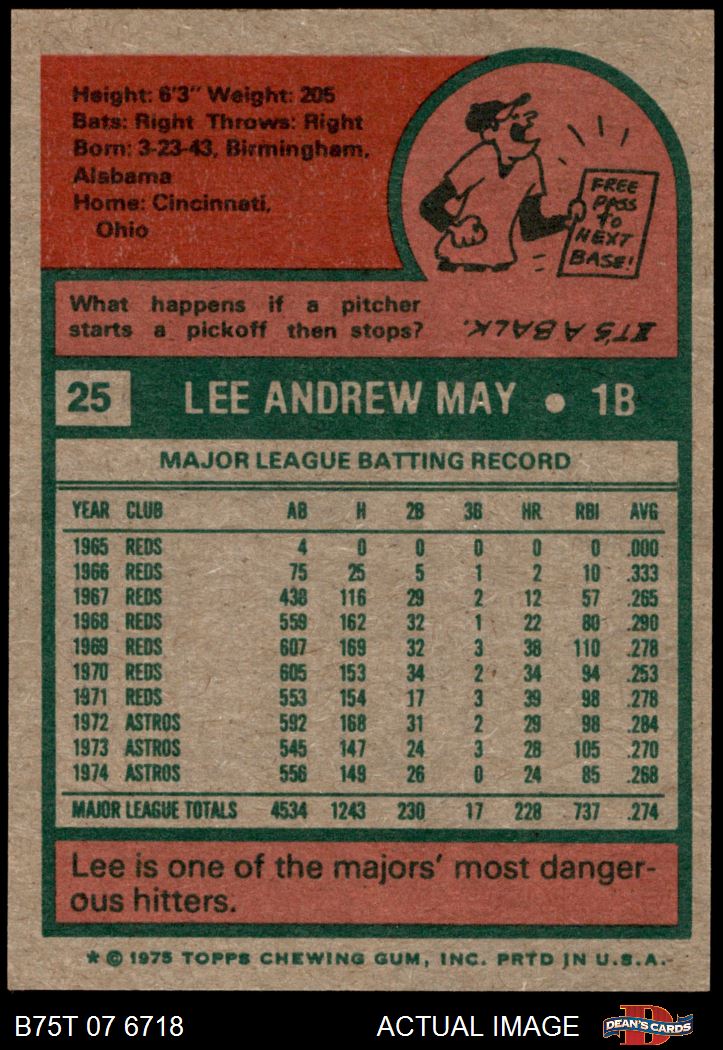 Height: 6'3" Weight: 205
Bats: Right Throws: Right
Born: 3-23-43, Birmingham,
Alabama
Home: Cincinnati,
Ohio
FREE
PASS
TO
NEXT
BASE!
What happens if a pitcher
starts a pickoff then stops?
IT'S A BALK.
25 LEE ANDREW MAY • 1B
MAJOR LEAGUE BATTING RECORD
YEAR CLUB AB H 2B 3B HR RBI AVG
1965 REDS 4 0 0 0 0 0 .000
1966 REDS 75 25 5 1 2 10 .333
1967 REDS 438 116 29 2 12 57 .265
1968 REDS 559 162 32 1 22 80 .290
1969 REDS 607 169 32 3 38 110 .278
1970 REDS 605 153 34 2 34 94 .253
1971 REDS 553 154 17 3 39 98 .278
1972 ASTROS 592 168 31 2 29 98 .284
1973 ASTROS 545 147 24 3 28 105 .270
1974 ASTROS 556 149 26 0 24 85 .268
MAJOR LEAGUE TOTALS 4534 1243 230 17 228 737 .274
Lee is one of the majors' most danger-
ous hitters.
* © 1975 TOPPS CHEWING GUM, INC. PRTD IN U.S.A.
B75T 07 6718 ACTUAL IMAGE D DEAN'S CARDS